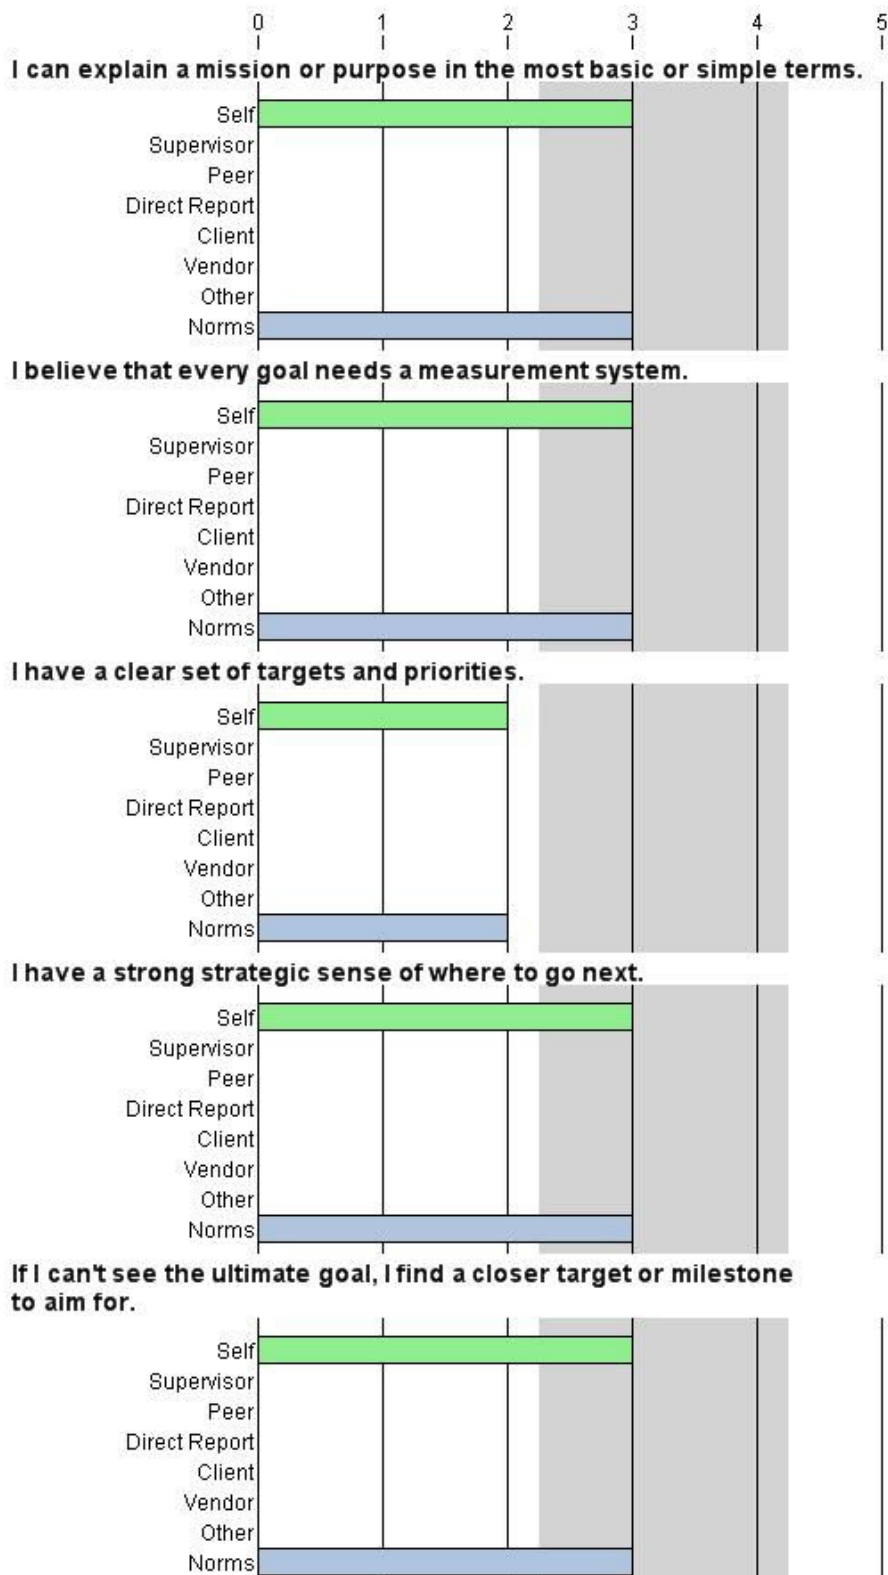 0 1 2 3 4 5
I can explain a mission or purpose in the most basic or simple terms.
Self
Supervisor
Peer
Direct Report
Client
Vendor
Other
Norms
I believe that every goal needs a measurement system.
Self
Supervisor
Peer
Direct Report
Client
Vendor
Other
Norms
I have a clear set of targets and priorities.
Self
Supervisor
Peer
Direct Report
Client
Vendor
Other
Norms
I have a strong strategic sense of where to go next.
Self
Supervisor
Peer
Direct Report
Client
Vendor
Other
Norms
If I can't see the ultimate goal, I find a closer target or milestone
to aim for.
Self
Supervisor
Peer
Direct Report
Client
Vendor
Other
Norms